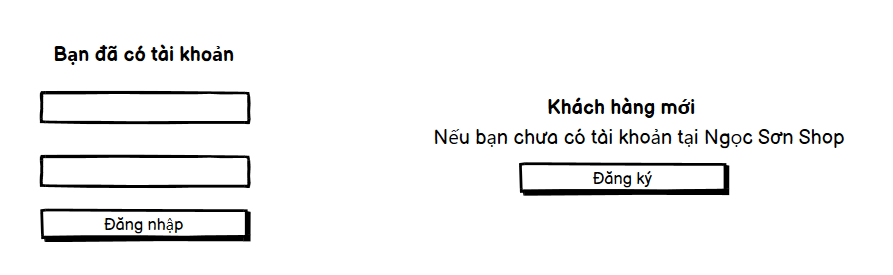 Bạn đã có tài khoản
Đăng nhập
Khách hàng mới
Nếu bạn chưa có tài khoản tại Ngọc Sơn Shop
Đăng ký